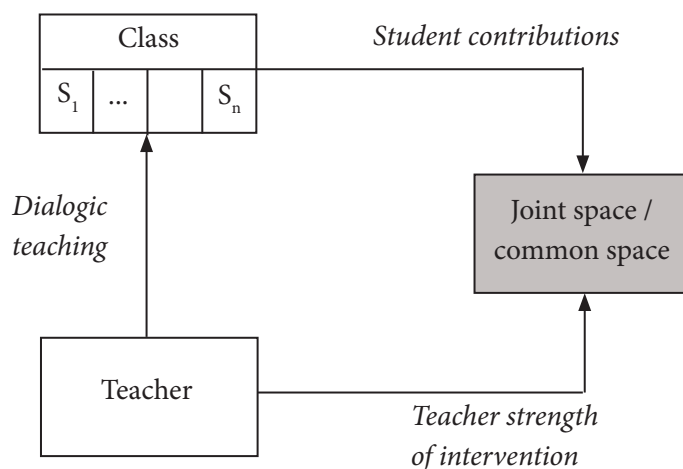 Class
Student contributions
S1 ... Sn
Dialogic
teaching
Joint space /
common space
Teacher
Teacher strength
of intervention